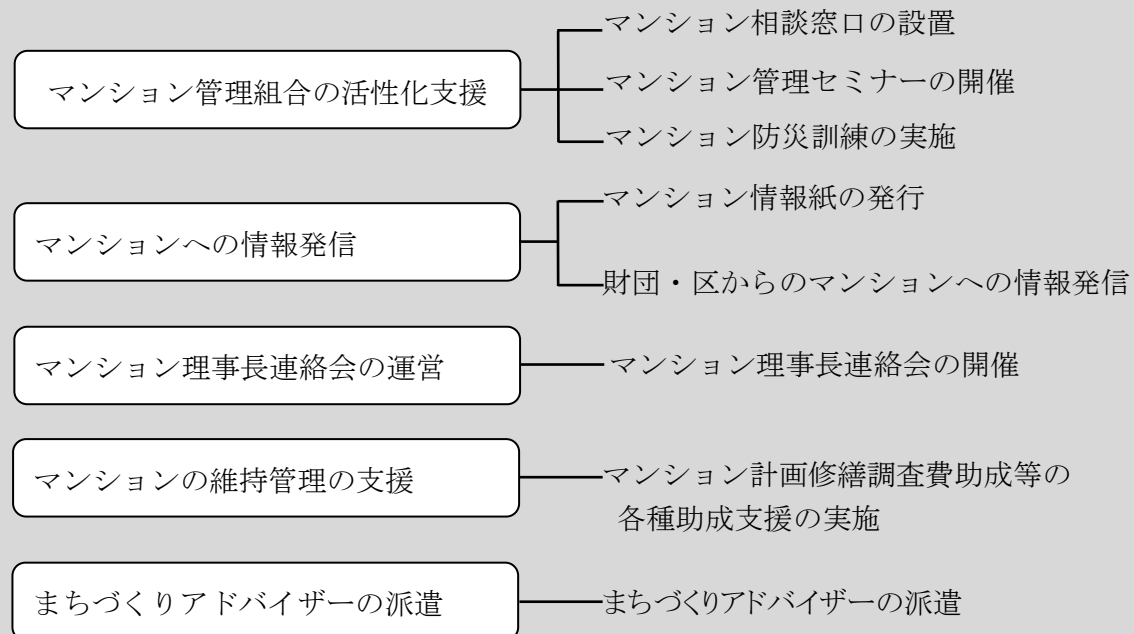 マンション管理組合の活性化支援
マンション相談窓口の設置
マンション管理セミナーの開催
マンション防災訓練の実施
マンションへの情報発信
マンション情報紙の発行
財団・区からのマンションへの情報発信
マンション理事長連絡会の運営
マンション理事長連絡会の開催
マンションの維持管理の支援
マンション計画修繕調査費助成等の
各種助成支援の実施
まちづくりアドバイザーの派遣
まちづくりアドバイザーの派遣